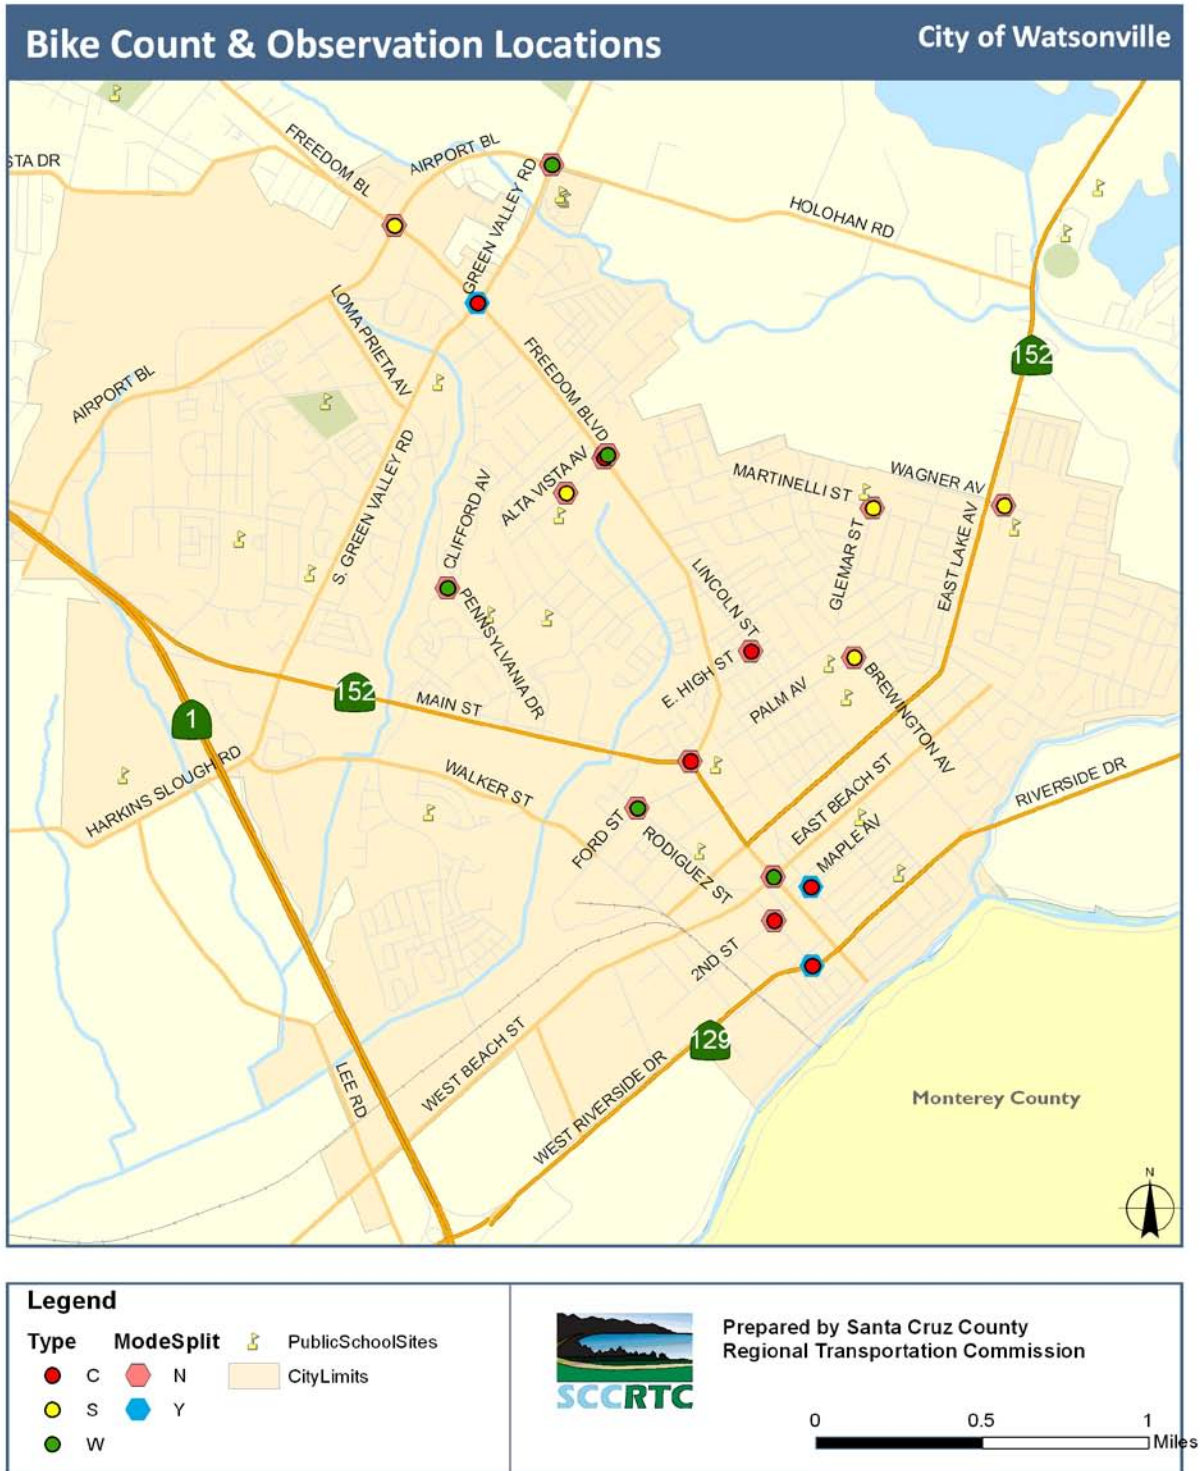 Bike Count & Observation Locations
City of Watsonville
STA DR
FREEDOM BL
AIRPORT BL
GREEN VALLEY RD
HOLOHAN RD
LOMA PRIETA AV
AIRPORT BL
FREEDOM BLVD
152
S. GREEN VALLEY RD
CLIFFORD AV
ALTA VISTA AV
MARTINELLI ST
WAGNER AV
GLEMAR ST
EAST LAKE AV
LINCOLN ST
PENNSYLVANIA DR
E. HIGH ST
PALM AV
BREWINGTON AV
152
MAIN ST
1
HARKINS SLOUGH RD
WALKER ST
EAST BEACH ST
RIVERSIDE DR
FORD ST
RODIGUEZ ST
MAPLE AV
2ND ST
129
WEST BEACH ST
LEE RD
WEST RIVERSIDE DR
Monterey County
N
Legend
Type
ModeSplit
PublicSchoolSites
C
N
CityLimits
S
Y
W
SCCRTC
Prepared by Santa Cruz County
Regional Transportation Commission
0
0.5
1
Miles